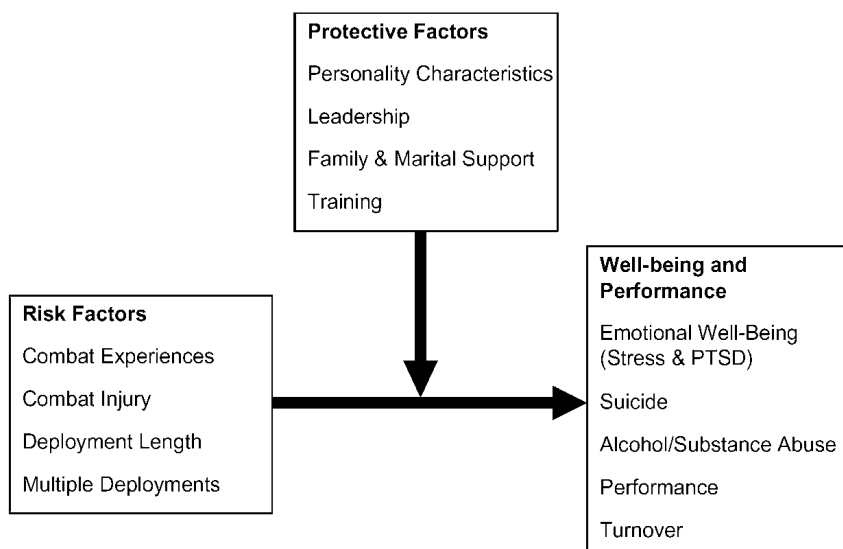 Protective Factors
Personality Characteristics
Leadership
Family & Marital Support
Training
Risk Factors
Combat Experiences
Combat Injury
Deployment Length
Multiple Deployments
Well-being and
Performance
Emotional Well-Being
(Stress & PTSD)
Suicide
Alcohol/Substance Abuse
Performance
Turnover